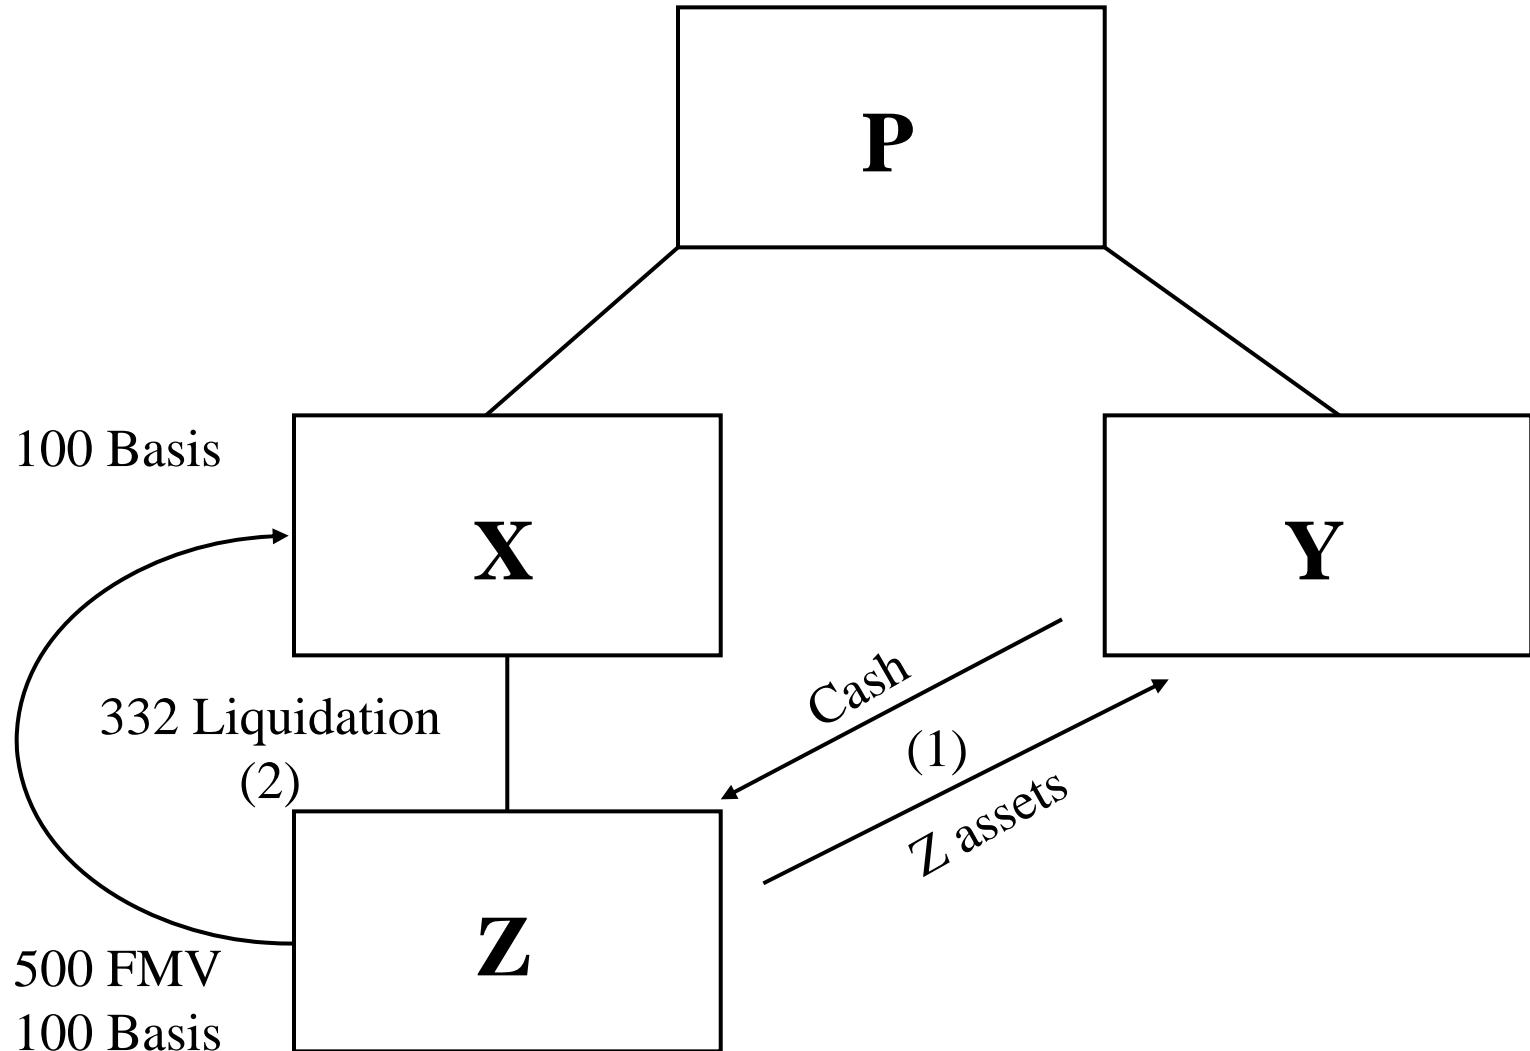 P
100 Basis
X
Y
Cash
332 Liquidation
(1)
(2)
Z assets
Z
500 FMV
100 Basis